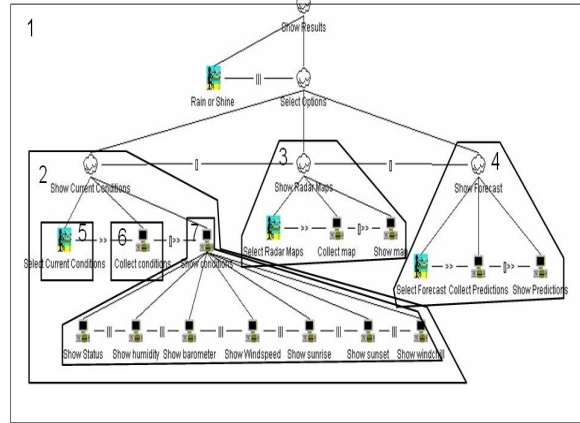 1
Show Results
Rain or Shine
|||
Select Options
2
[]
3
[]
4
Show Current Conditions
Show Radar Maps
Show Forecast
5
>>
6
[]>>
7
>>
[]>>
Select Current Conditions
Collect conditions
Show conditions
Select Radar Maps
Collect map
Show map
>>
[]>>
Select Forecast
Collect Predictions
Show Predictions
||| ||| ||| ||| ||| |||
Show Status Show humidity Show barometer Show Windspeed Show sunrise Show sunset Show windchill